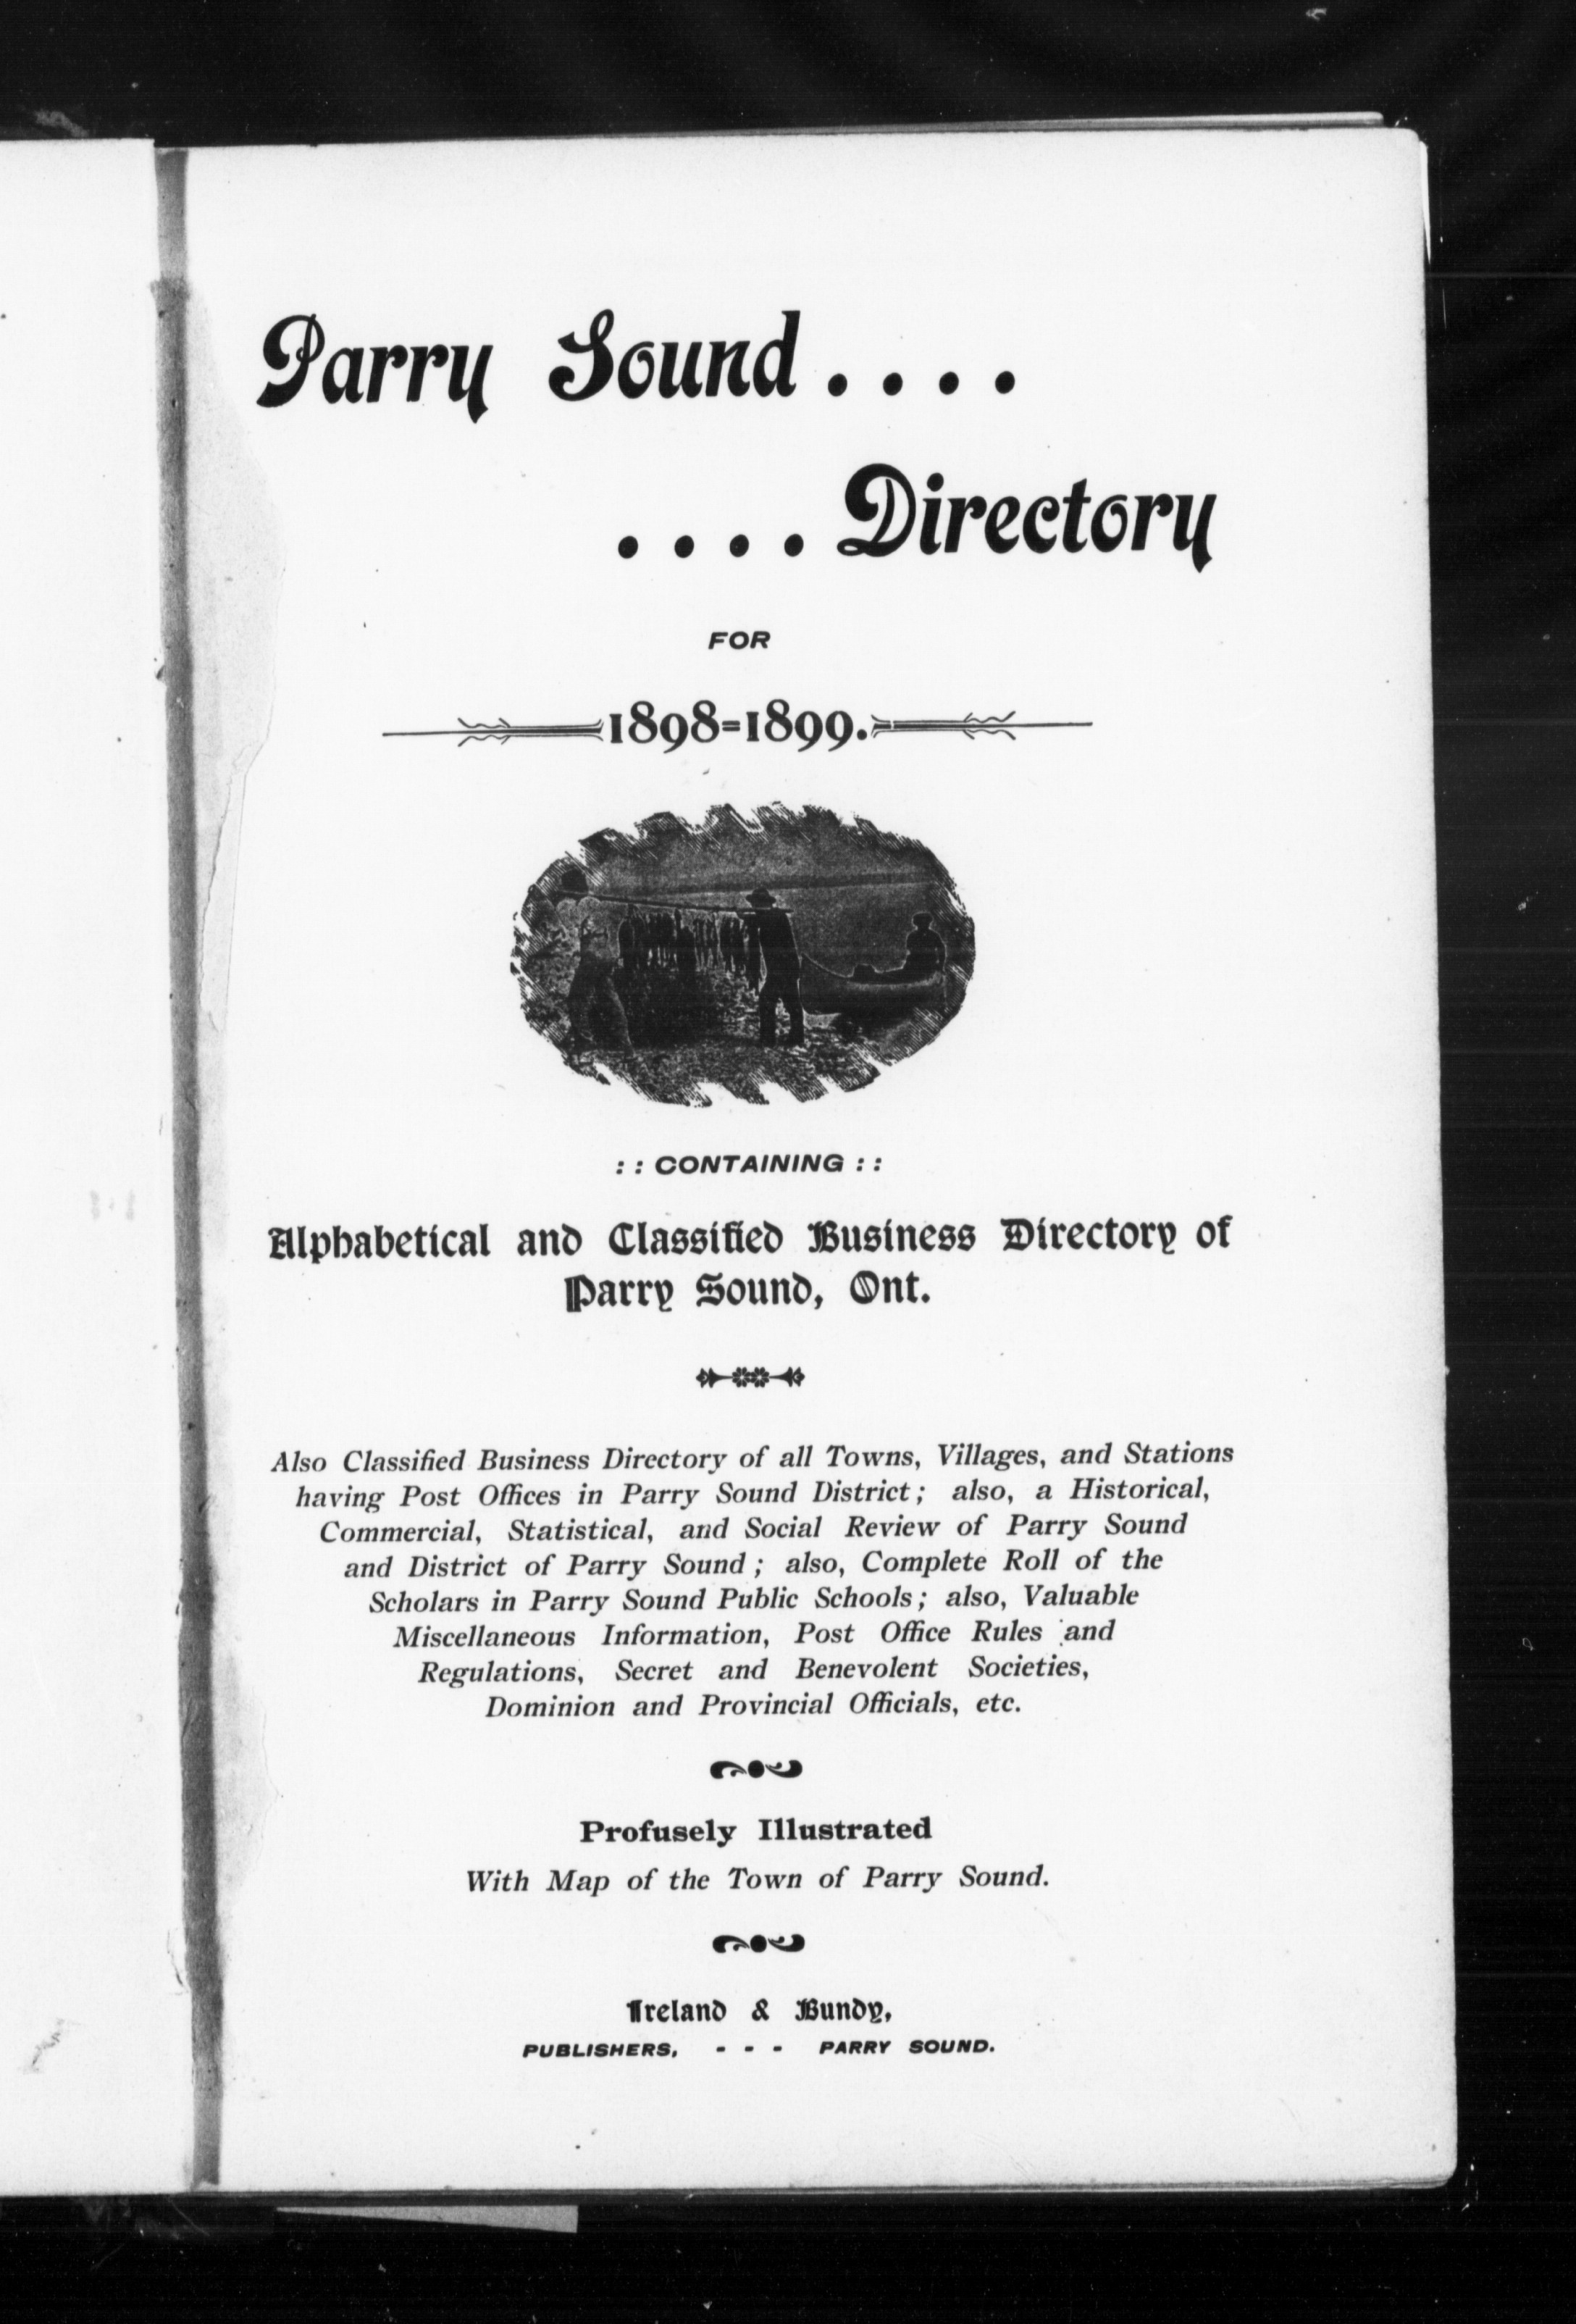 Parry Sound . . . .
. . . . Directory
FOR
1898=1899.
: : CONTAINING : :
Alphabetical and Classified Business Directory of
Parry Sound, Ont.
Also Classified Business Directory of all Towns, Villages, and Stations
having Post Offices in Parry Sound District; also, a Historical,
Commercial, Statistical, and Social Review of Parry Sound
and District of Parry Sound; also, Complete Roll of the
Scholars in Parry Sound Public Schools; also, Valuable
Miscellaneous Information, Post Office Rules and
Regulations, Secret and Benevolent Societies,
Dominion and Provincial Officials, etc.
Profusely Illustrated
With Map of the Town of Parry Sound.
Ireland & Bundy,
PUBLISHERS, - - - PARRY SOUND.